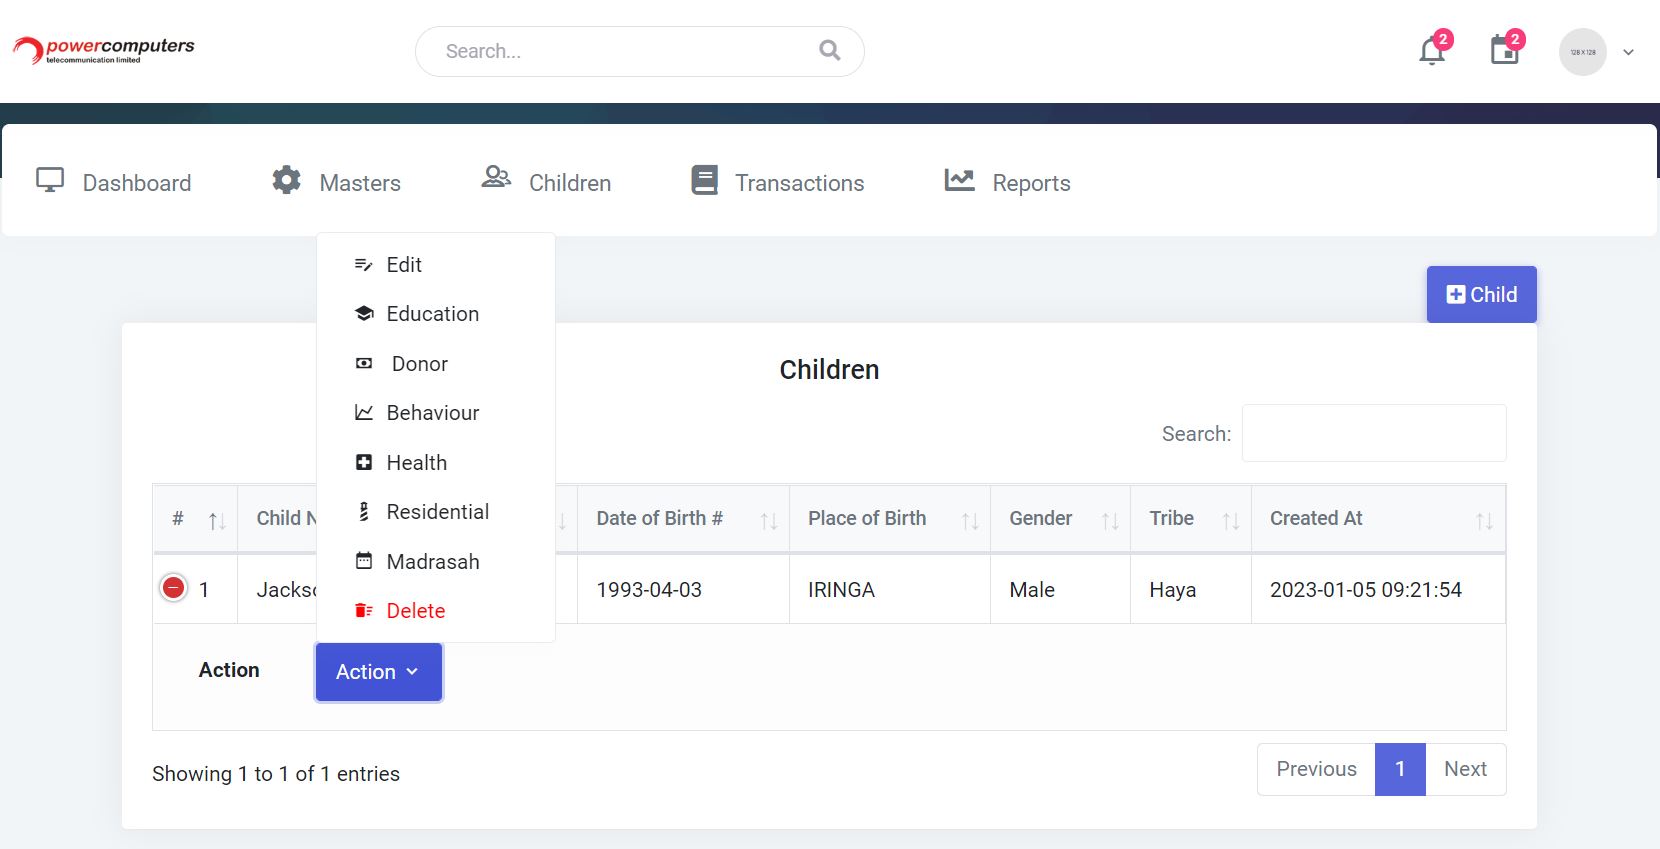 powercomputers
telecommunication limited
Search...
2
2
128 X 128
Dashboard
Masters
Children
Transactions
Reports
Edit
Education
Donor
Behaviour
Health
Residential
Madrasah
Delete
Child
Children
Search:
# Child N Date of Birth # Place of Birth Gender Tribe Created At
1 Jacks 1993-04-03 IRINGA Male Haya 2023-01-05 09:21:54
Action Action
Showing 1 to 1 of 1 entries
Previous 1 Next